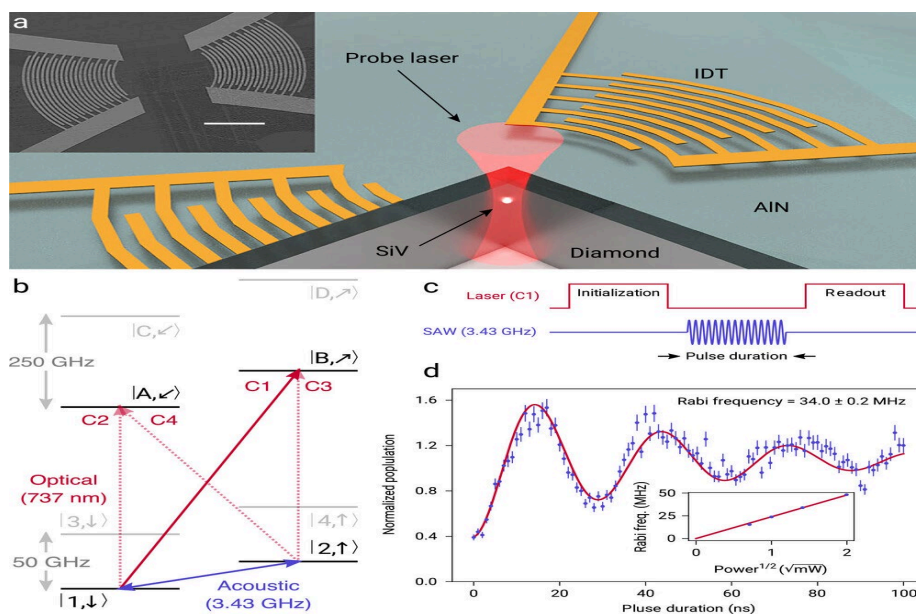 a
Probe laser
IDT
AlN
SiV
Diamond
b
|D,↗⟩
|C,↙⟩
250 GHz
|B,↗⟩
|A,↙⟩
C1
C3
C2
C4
Optical
(737 nm)
|3,↓⟩
|4,↑⟩
50 GHz
|2,↑⟩
|1,↓⟩
Acoustic
(3.43 GHz)
c
Laser (C1)
Initialization
Readout
SAW (3.43 GHz)
Pulse duration
d
Rabi frequency = 34.0 ± 0.2 MHz
Normalized poplulation
1.6
1.2
0.8
0.4
0.0
0
20
40
60
80
100
Pluse duration (ns)
Rabi freq. (MHz)
50
25
0
0
1
2
Power1/2 (√mW)